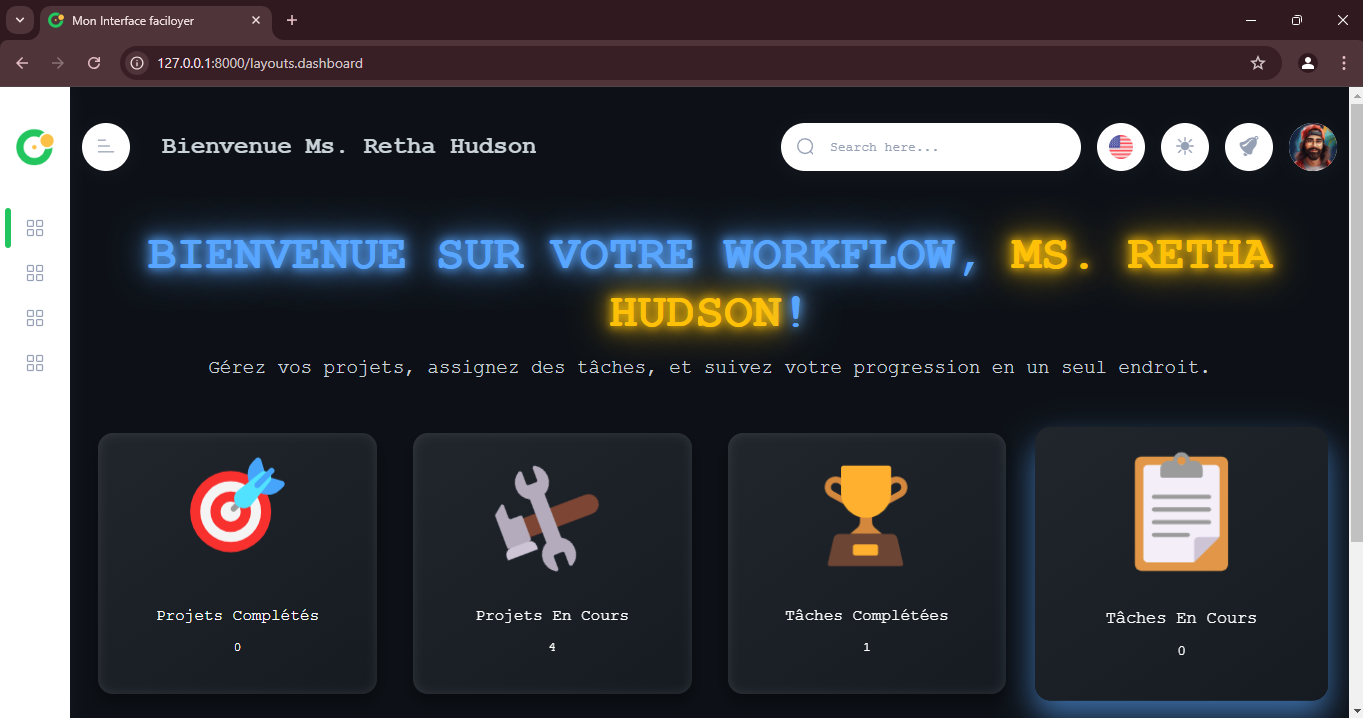 Mon Interface faciloyer
127.0.0.1:8000/layouts.dashboard
Bienvenue Ms. Retha Hudson
Search here...
BIENVENUE SUR VOTRE WORKFLOW, MS. RETHA
HUDSON!
Gérez vos projets, assignez des tâches, et suivez votre progression en un seul endroit.
Projets Complétés
0
Projets En Cours
4
Tâches Complétées
1
Tâches En Cours
0